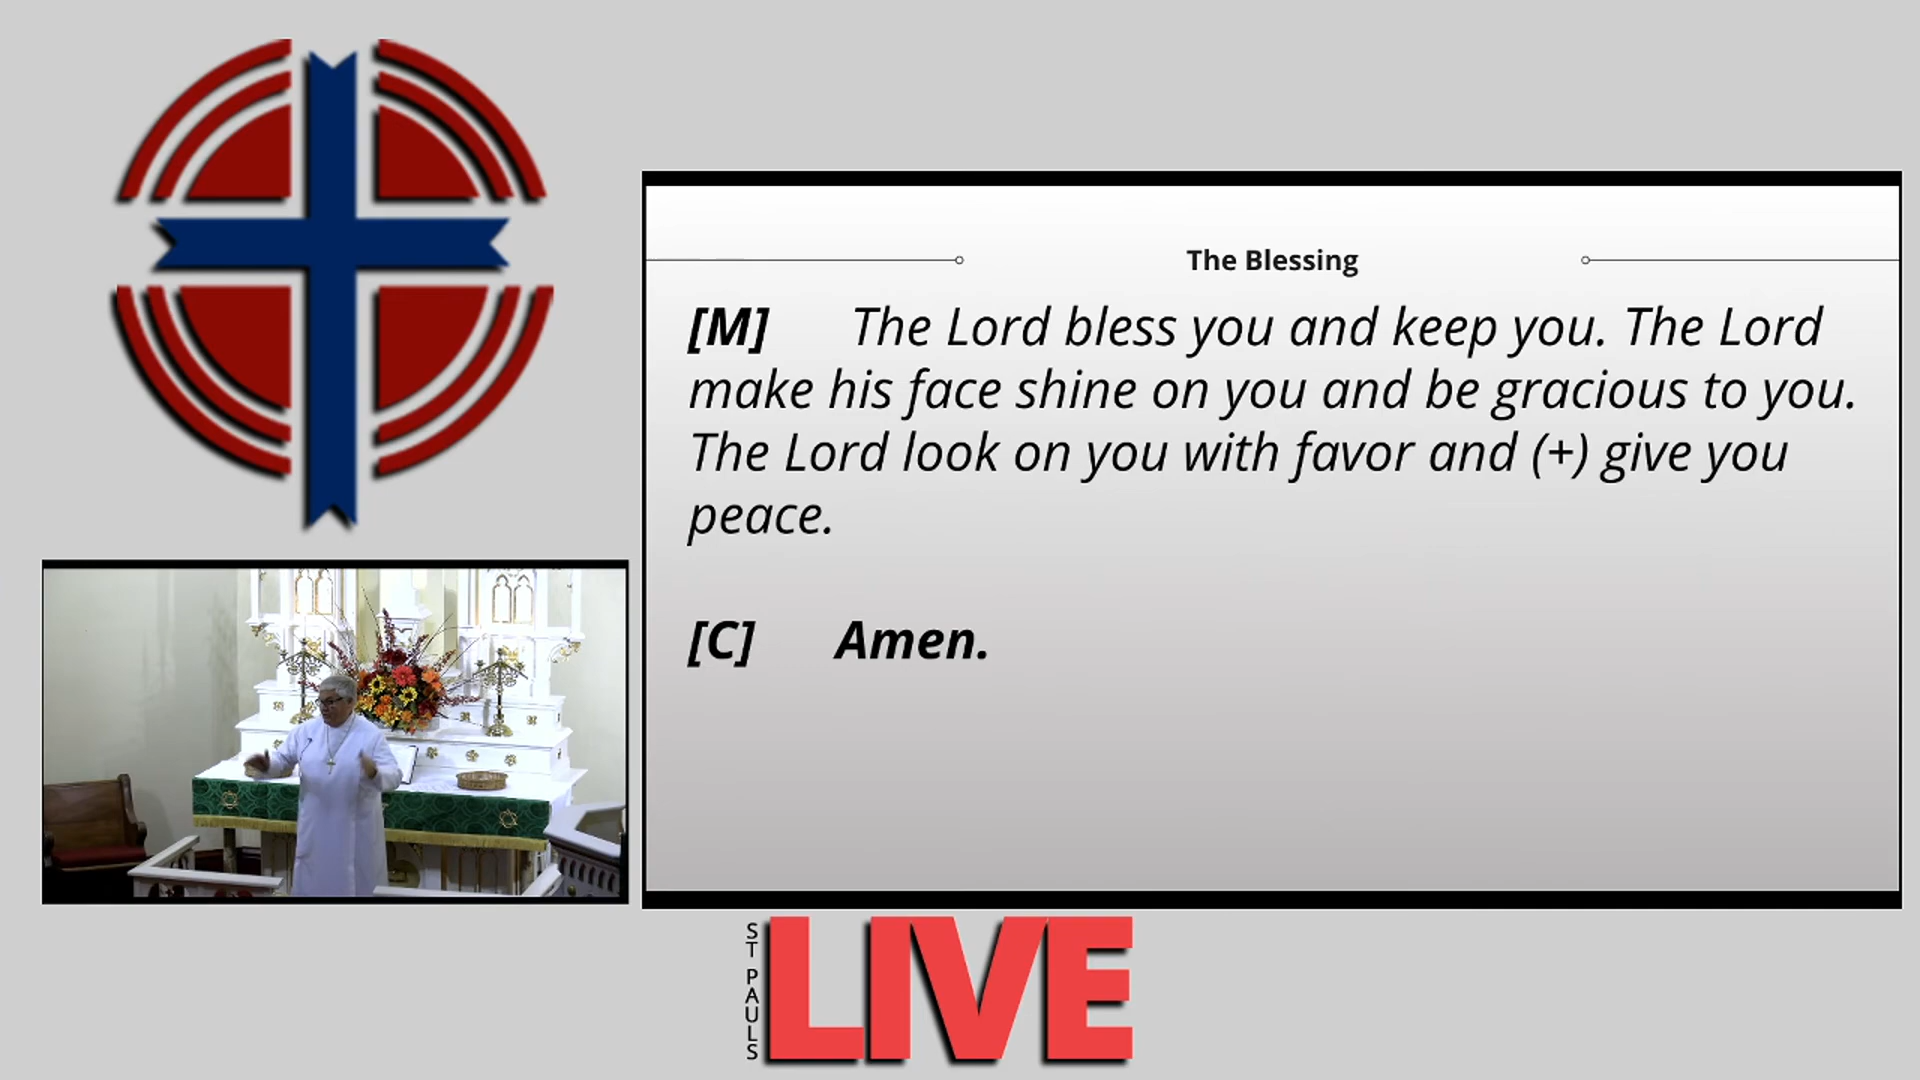 The Blessing
[M] The Lord bless you and keep you. The Lord
make his face shine on you and be gracious to you.
The Lord look on you with favor and (+) give you
peace.
[C] Amen.
ST PAULS
LIVE